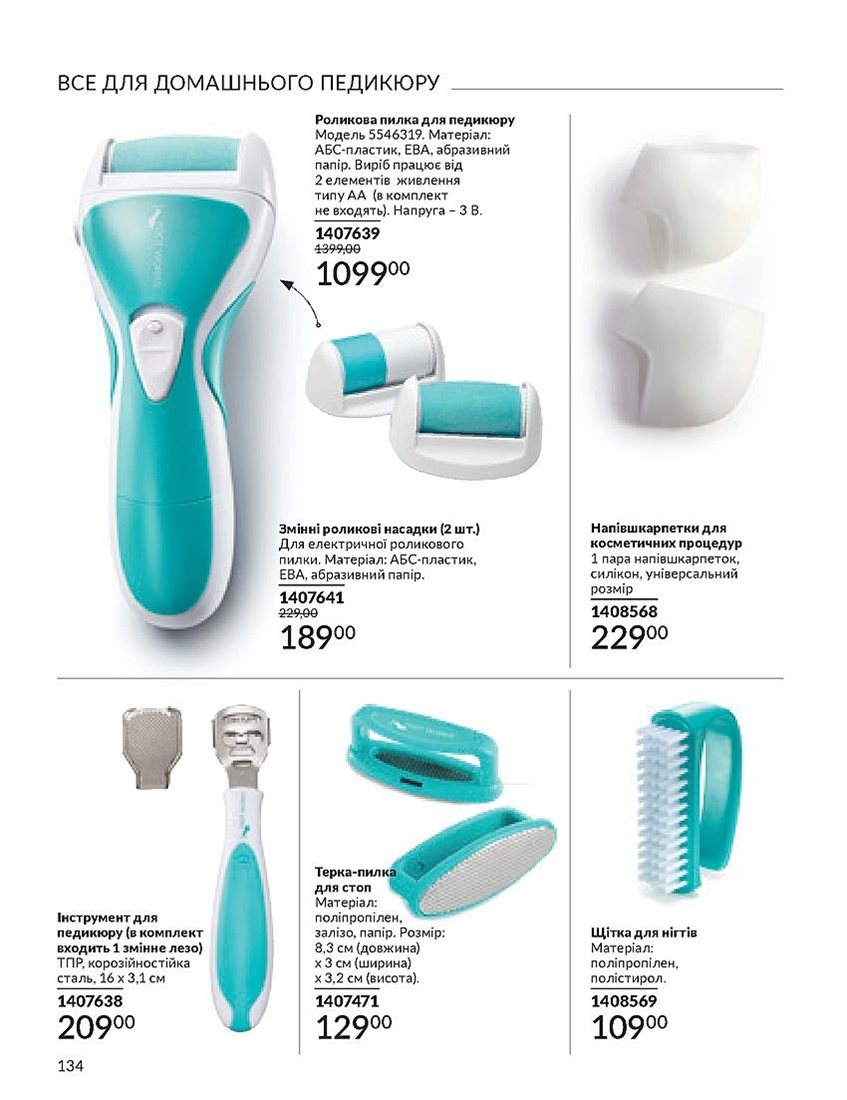 ВСЕ ДЛЯ ДОМАШНЬОГО ПЕДИКЮРУ
Роликова пилка для педикюру
Модель 5546319. Матеріал:
АБС-пластик, ЕВА, абразивний
папір. Виріб працює від
2 елементів живлення
типу АА (в комплект
не входять). Напруга – 3 В.
1407639
1399,00
1099⁰⁰
Змінні роликові насадки (2 шт.)
Для електричної роликового
пилки. Матеріал: АБС-пластик,
ЕВА, абразивний папір.
1407641
229,00
189⁰⁰
Напівшкарпетки для
косметичних процедур
1 пара напівшкарпеток,
силікон, універсальний
розмір
1408568
229⁰⁰
Інструмент для
педикюру (в комплект
входить 1 змінне лезо)
ТПР, корозійностійка
сталь, 16 х 3,1 см
1407638
209⁰⁰
Терка-пилка
для стоп
Матеріал:
поліпропілен,
залізо, папір. Розмір:
8,3 см (довжина)
х 3 см (ширина)
х 3,2 см (висота).
1407471
129⁰⁰
Щітка для нігтів
Матеріал:
поліпропілен,
полістирол.
1408569
109⁰⁰
134